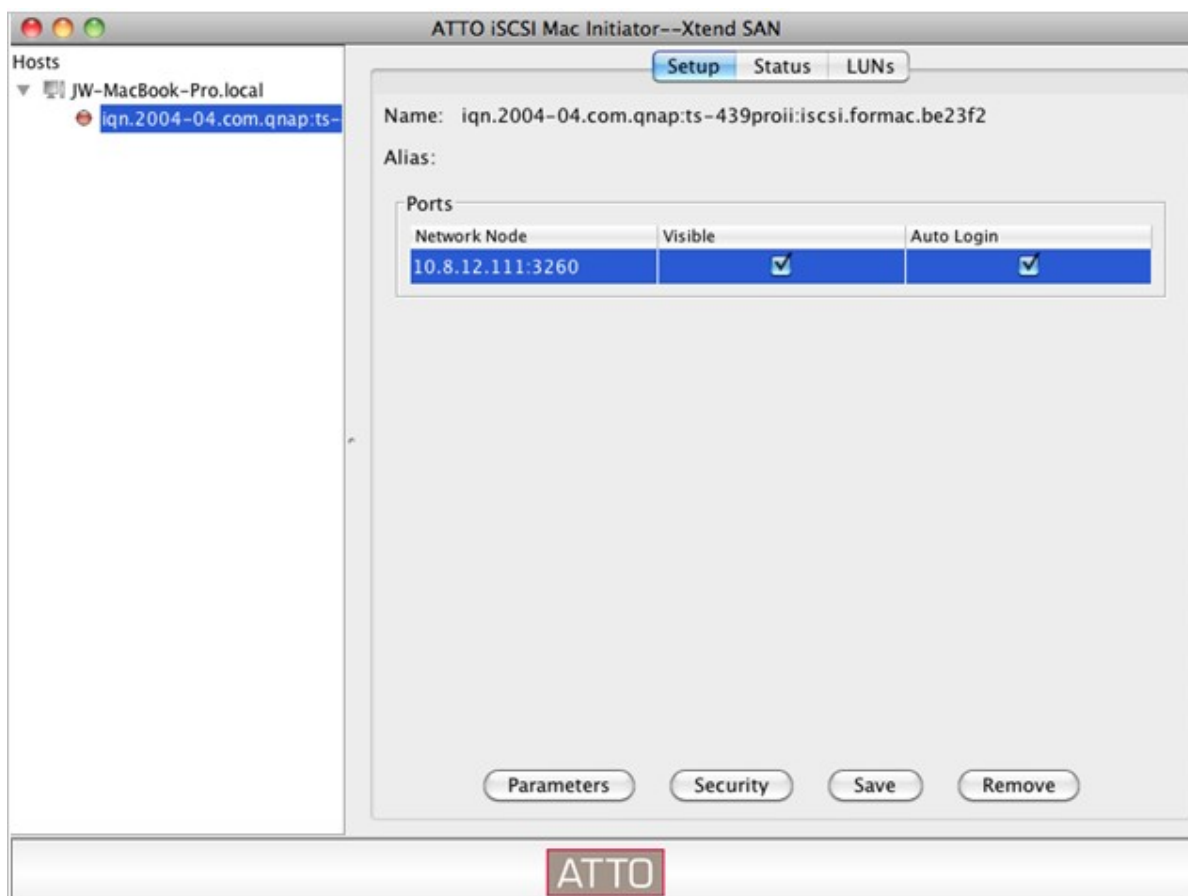 ATTO iSCSI Mac Initiator--Xtend SAN
Hosts
JW-MacBook-Pro.local
iqn.2004-04.com.qnap:ts-
Setup Status LUNs
Name: iqn.2004-04.com.qnap:ts-439proii:iscsi.formac.be23f2
Alias:
Ports
Network Node Visible Auto Login
10.8.12.111:3260
Parameters Security Save Remove
ATTO